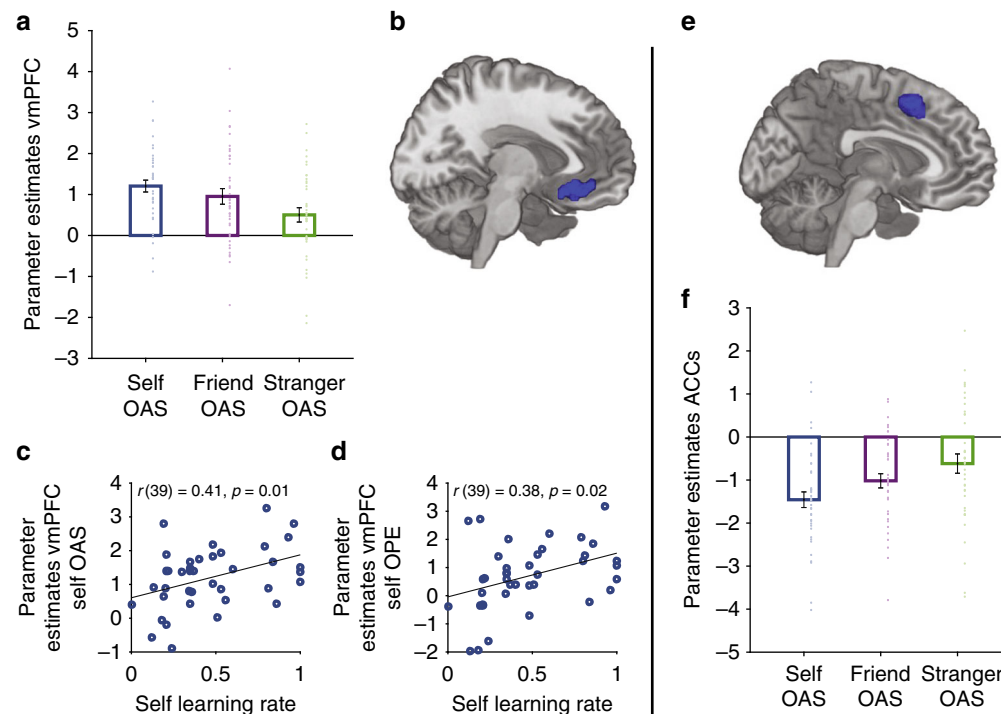 a
Parameter estimates vmPFC
5
4
3
2
1
0
–1
–2
–3
Self OAS
Friend OAS
Stranger OAS
b
c
Parameter
estimates vmPFC
self OAS
r(39) = 0.41, p = 0.01
4
3
2
1
0
–1
0
0.5
1
Self learning rate
d
Parameter
estimates vmPFC
self OPE
r(39) = 0.38, p = 0.02
4
3
2
1
0
–1
–2
0
0.5
1
Self learning rate
e
f
Parameter estimates ACCs
3
2
1
0
–1
–2
–3
–4
–5
Self OAS
Friend OAS
Stranger OAS